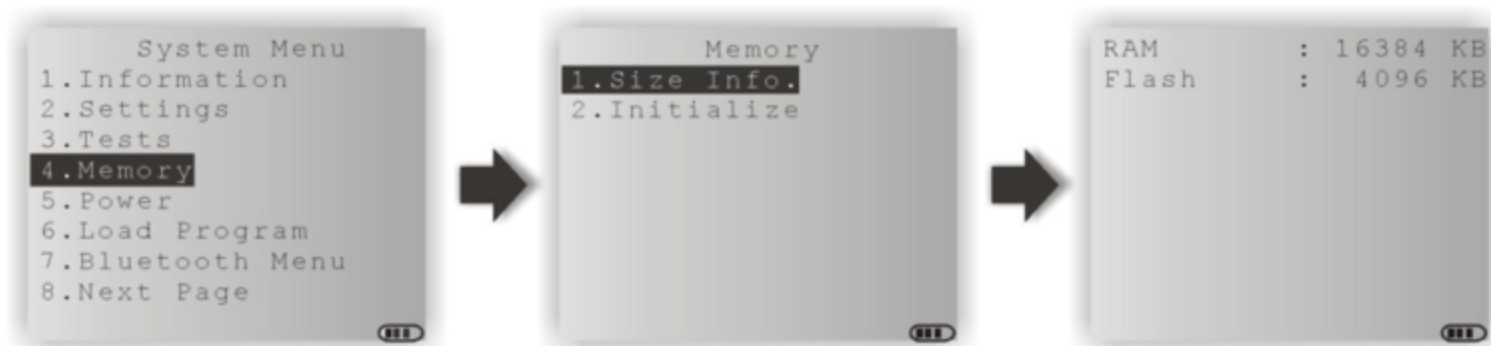 System Menu
1.Information
2.Settings
3.Tests
4.Memory
5.Power
6.Load Program
7.Bluetooth Menu
8.Next Page
Memory
1.Size Info.
2.Initialize
RAM : 16384 KB
Flash : 4096 KB